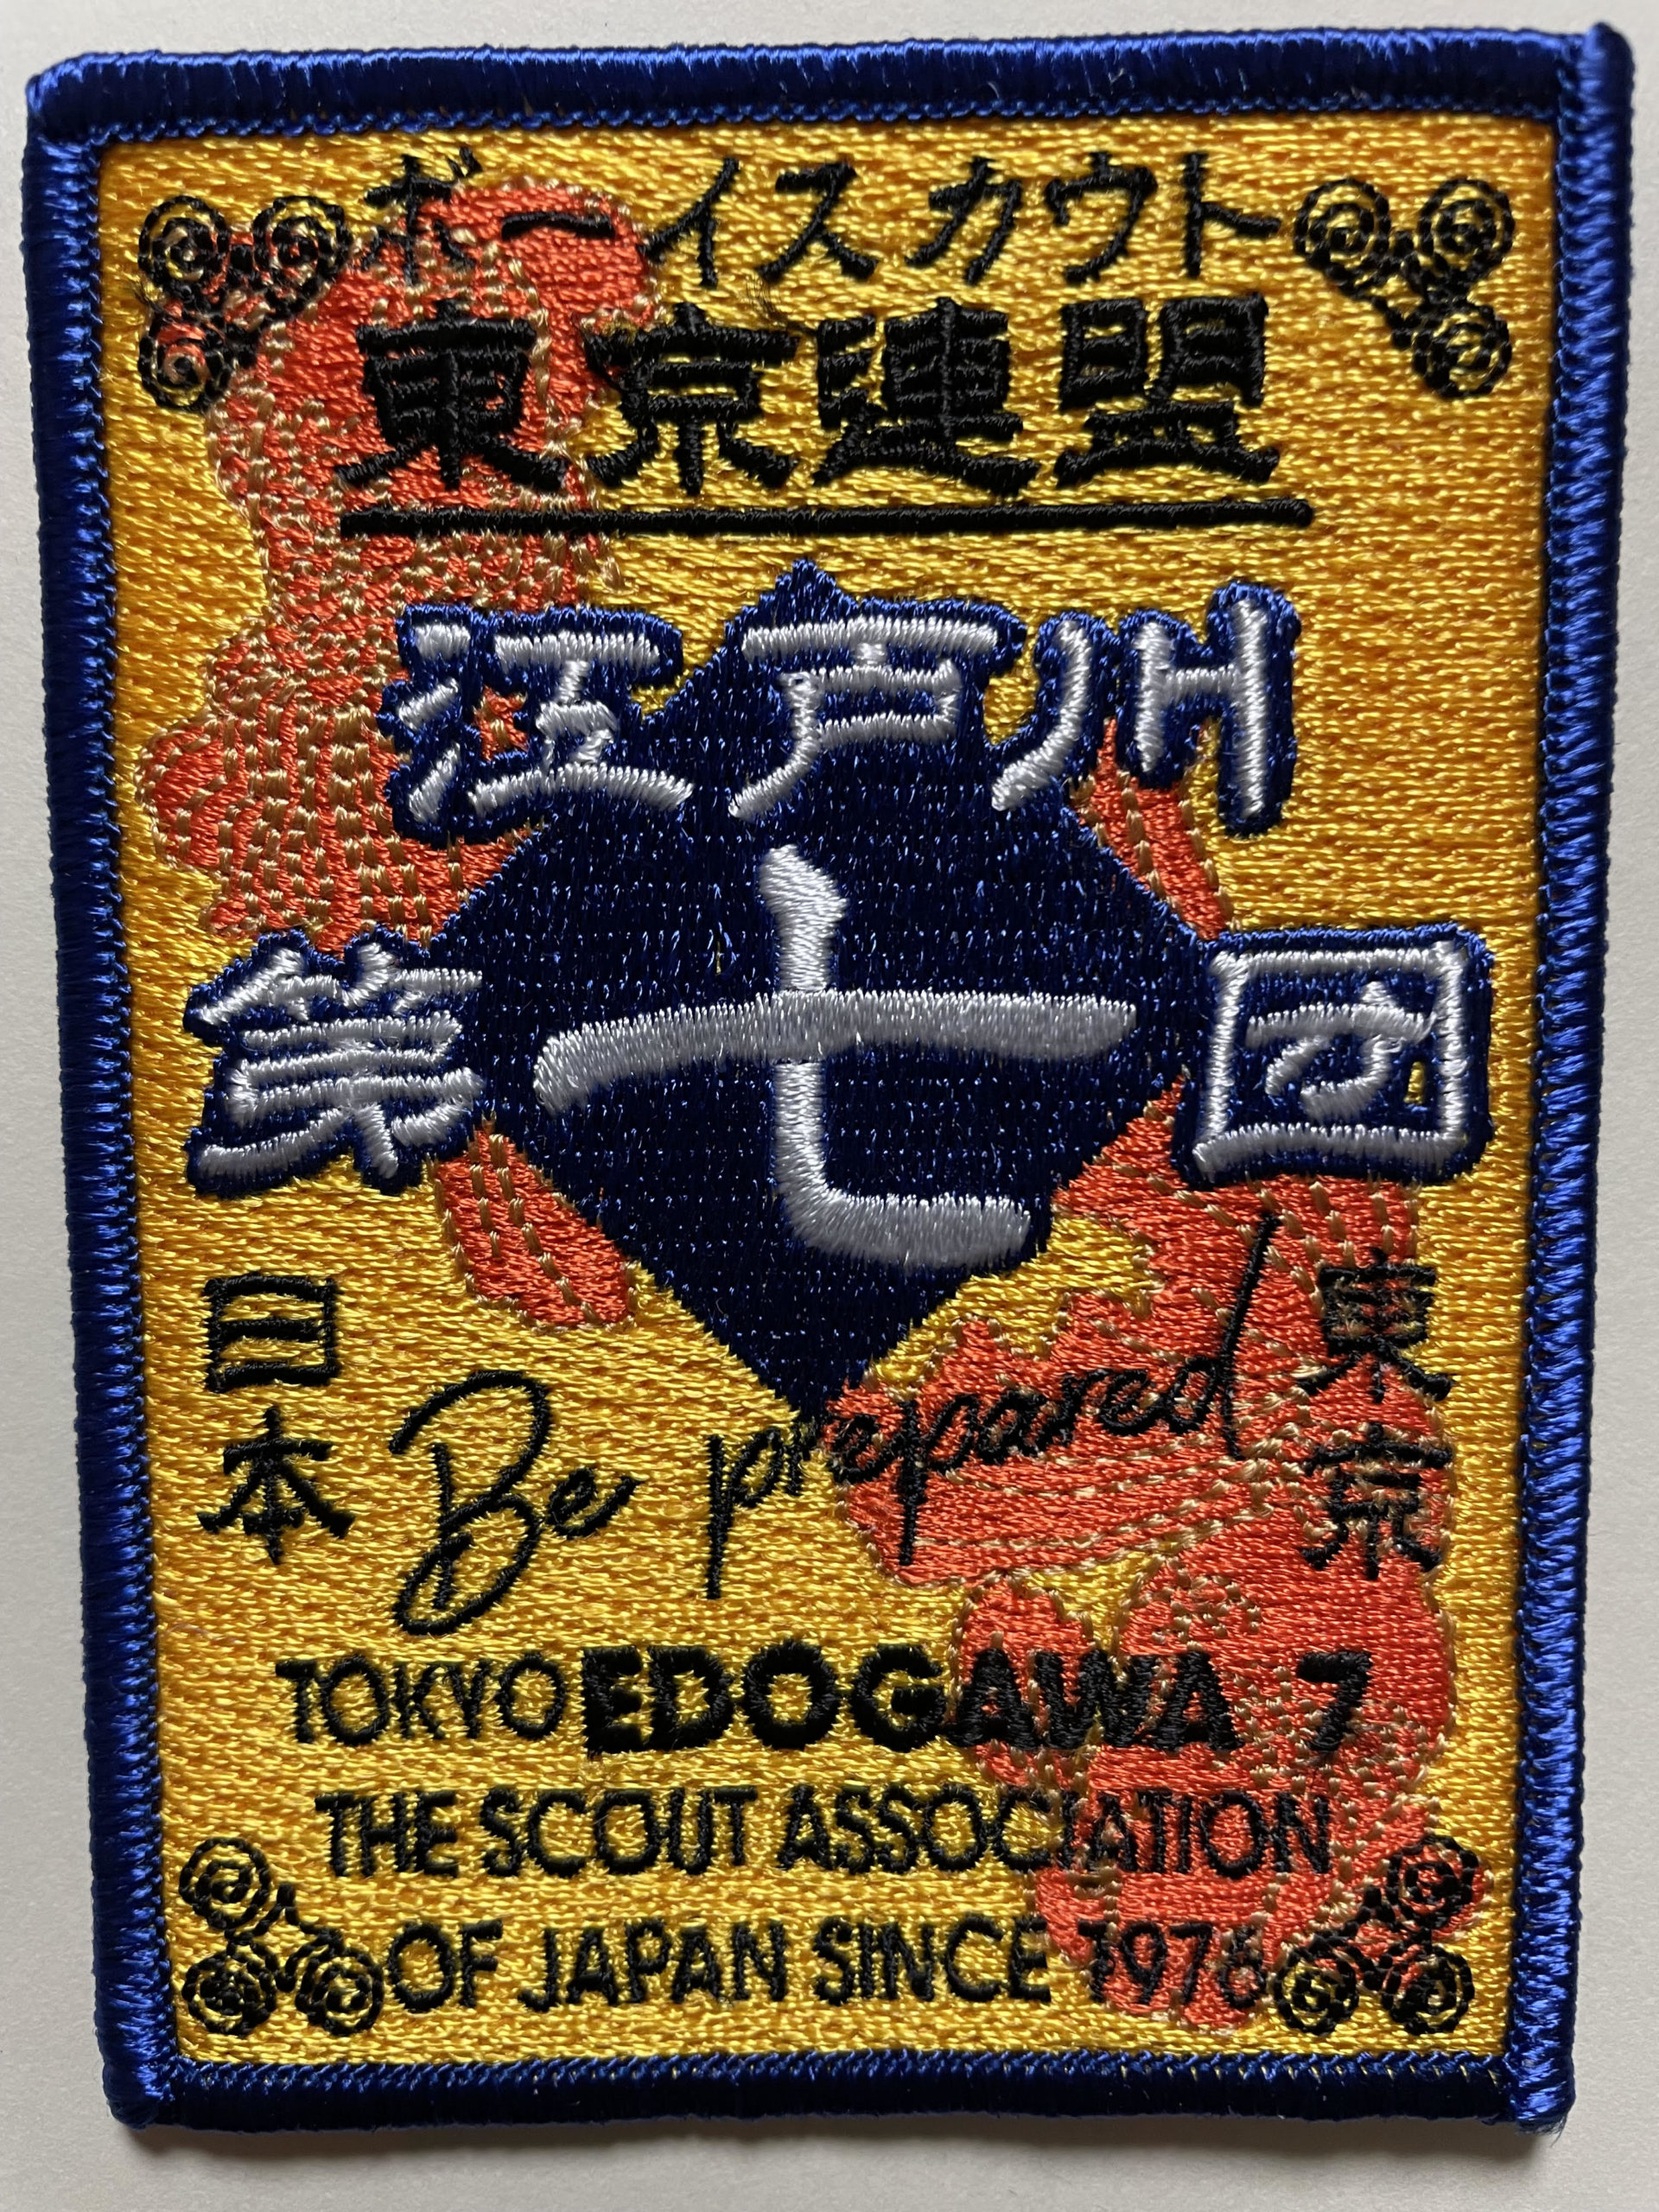 ボーイスカウト
東京連盟
江戸川
第七団
日本
東京
Be prepared
TOKYO EDOGAWA 7
THE SCOUT ASSOCIATION
OF JAPAN SINCE 1976